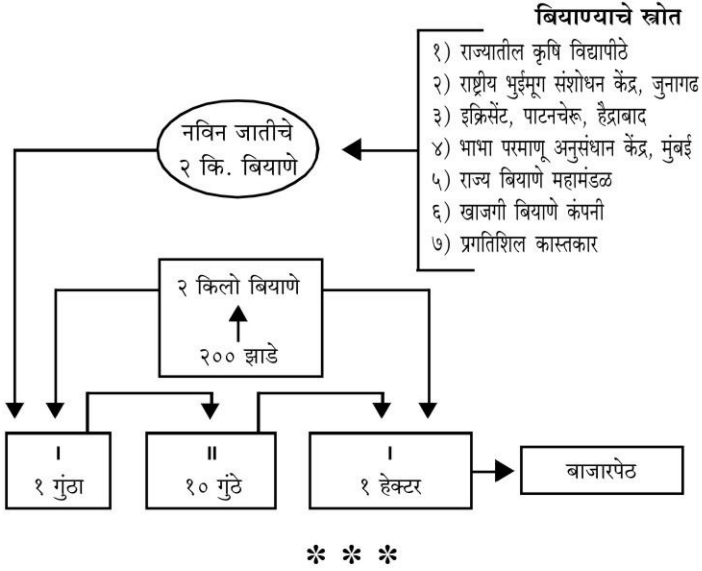 बियाण्याचे स्त्रोत
१) राज्यातील कृषि विद्यापीठे
२) राष्ट्रीय भुईमूग संशोधन केंद्र, जुनागढ
३) इक्रिसेंट, पाटनचेरू, हैद्राबाद
४) भाभा परमाणू अनुसंधान केंद्र, मुंबई
५) राज्य बियाणे महामंडळ
६) खाजगी बियाणे कंपनी
७) प्रगतिशिल कास्तकार
नविन जातीचे
२ कि. बियाणे
२ किलो बियाणे
२०० झाडे
I
१ गुंठा
II
१० गुंठे
I
१ हेक्टर
बाजारपेठ
* * *